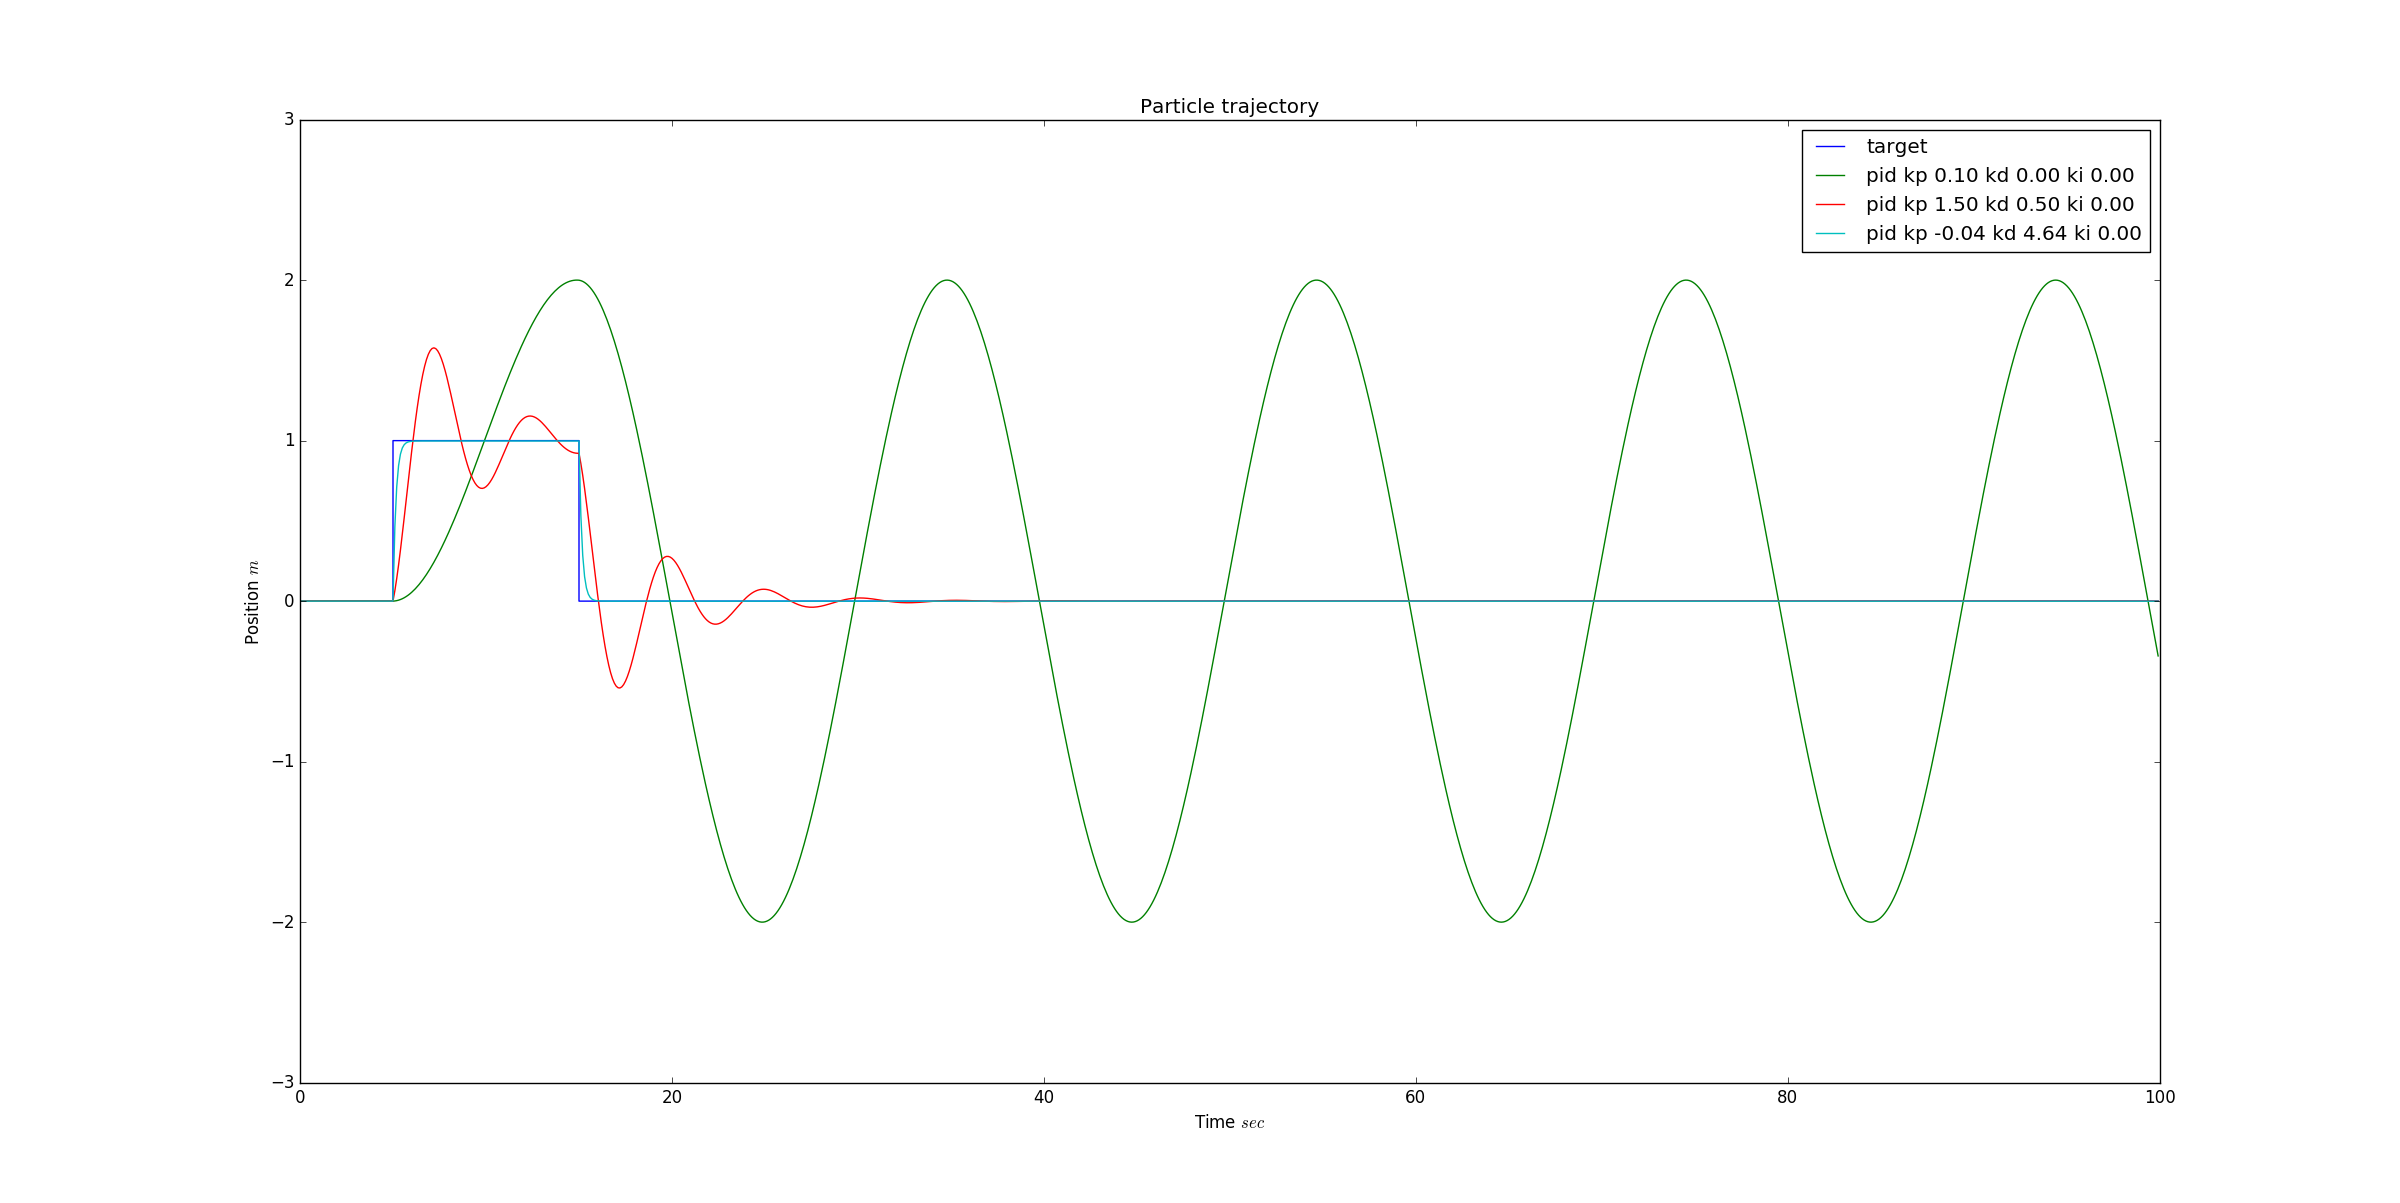 Particle trajectory
3
2
1
0
−1
−2
−3
Position m
target
pid kp 0.10 kd 0.00 ki 0.00
pid kp 1.50 kd 0.50 ki 0.00
pid kp -0.04 kd 4.64 ki 0.00
0 20 40 60 80 100
Time sec